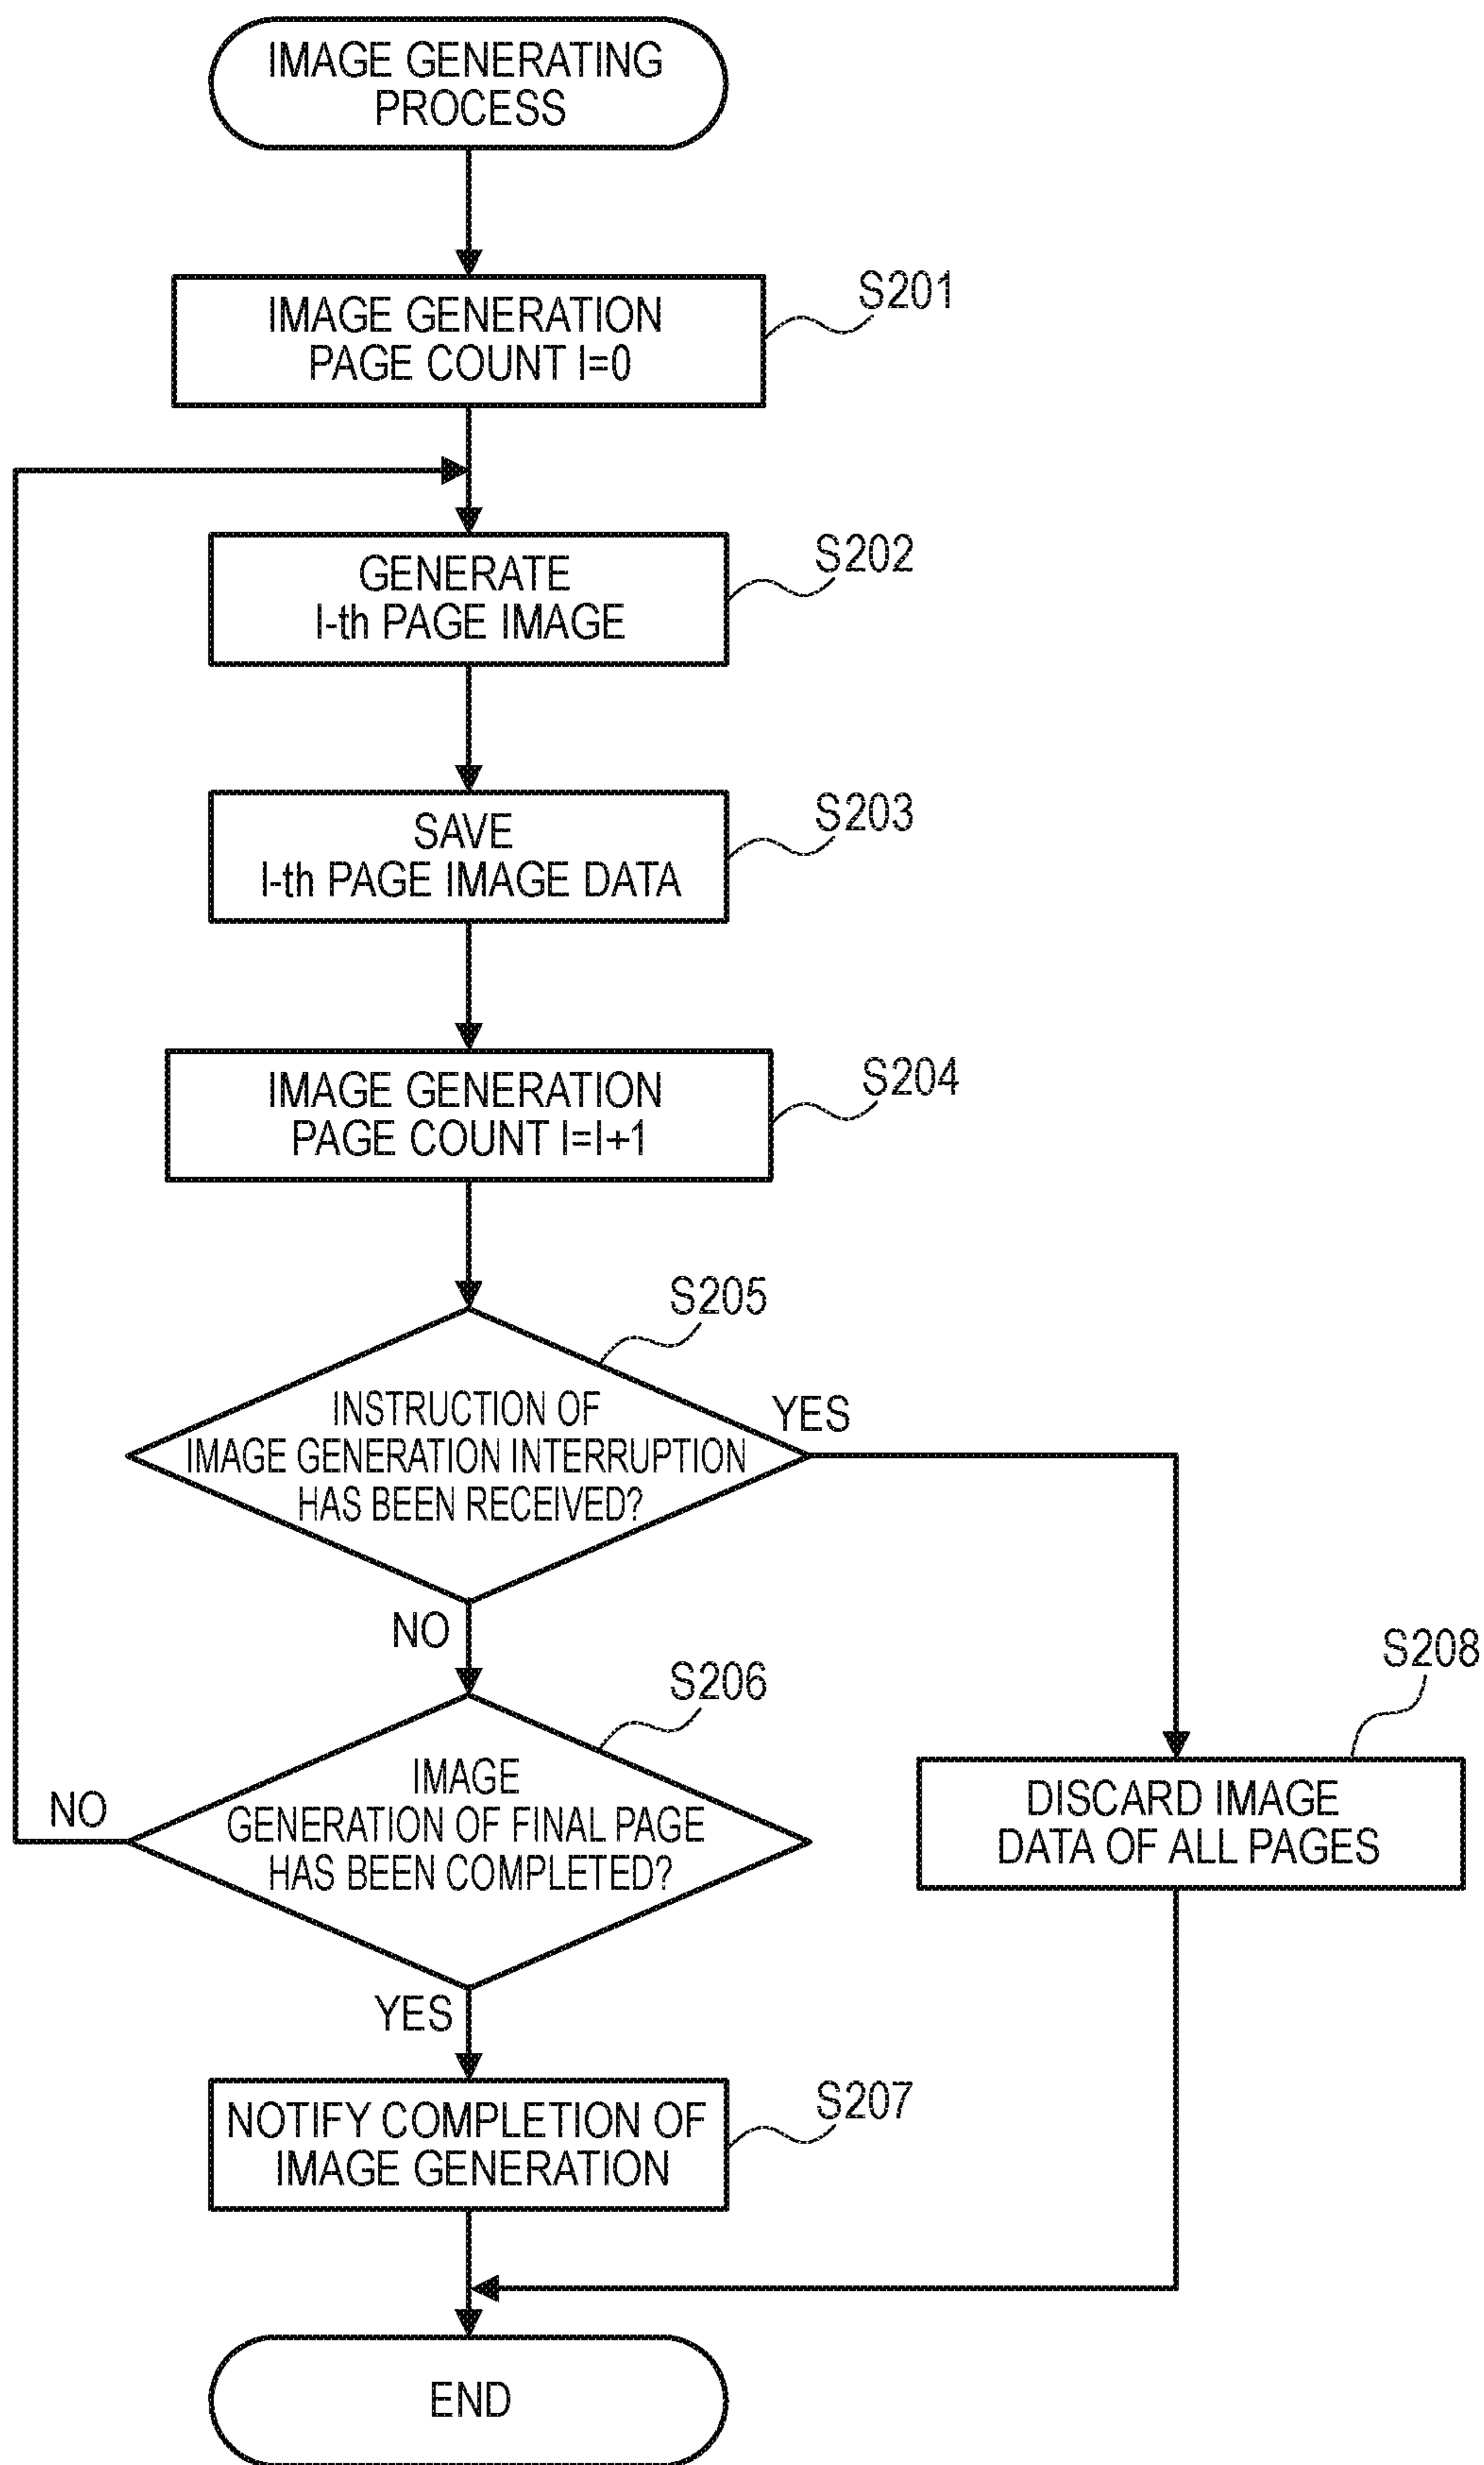 IMAGE GENERATING
PROCESS
S201
IMAGE GENERATION
PAGE COUNT I=0
S202
GENERATE
I-th PAGE IMAGE
S203
SAVE
I-th PAGE IMAGE DATA
S204
IMAGE GENERATION
PAGE COUNT I=I+1
S205
INSTRUCTION OF
IMAGE GENERATION INTERRUPTION
HAS BEEN RECEIVED?
YES
NO
S206
IMAGE
GENERATION OF FINAL PAGE
HAS BEEN COMPLETED?
NO
YES
S208
DISCARD IMAGE
DATA OF ALL PAGES
S207
NOTIFY COMPLETION OF
IMAGE GENERATION
END